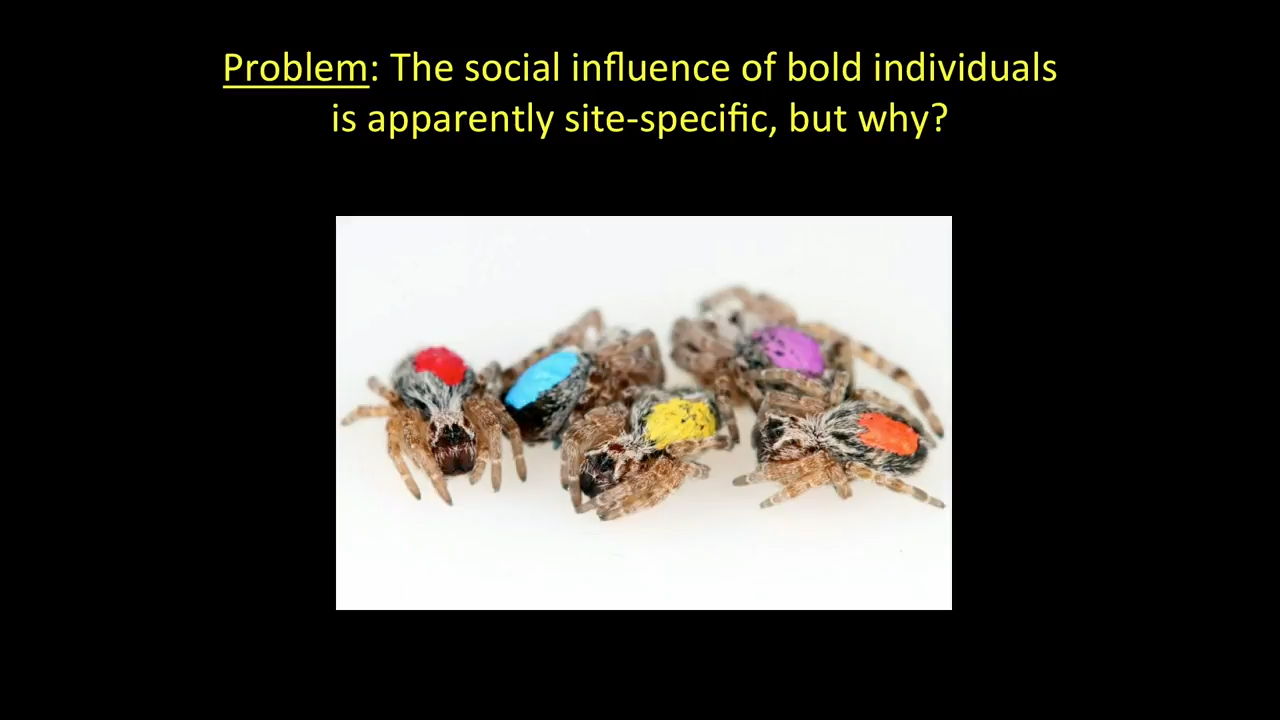 Problem: The social influence of bold individuals
is apparently site-specific, but why?